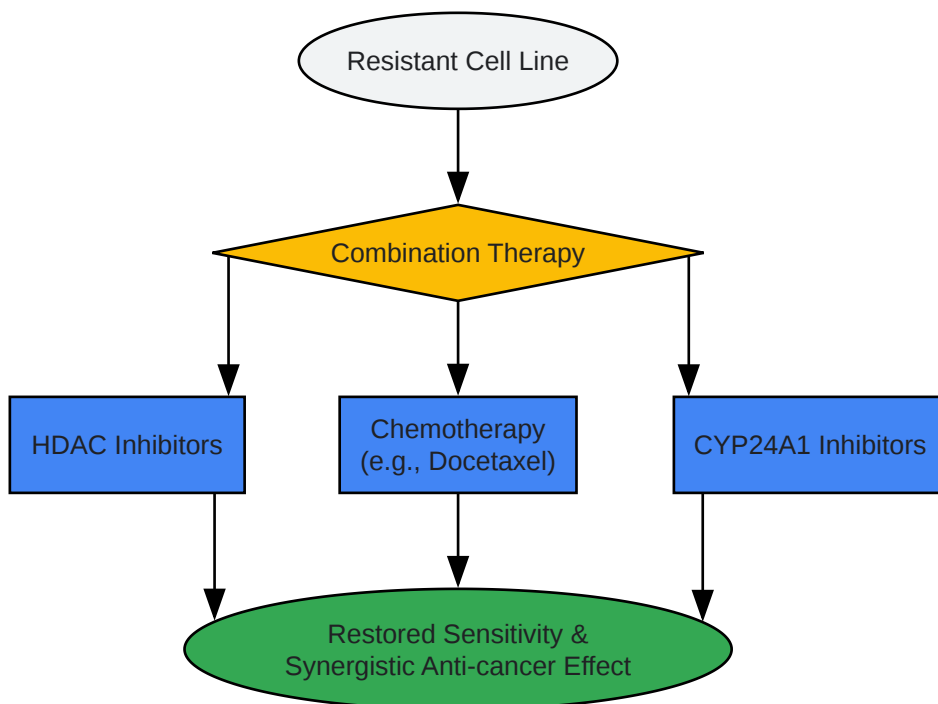 Resistant Cell Line
Combination Therapy
HDAC Inhibitors
Chemotherapy
(e.g., Docetaxel)
CYP24A1 Inhibitors
Restored Sensitivity &
Synergistic Anti-cancer Effect